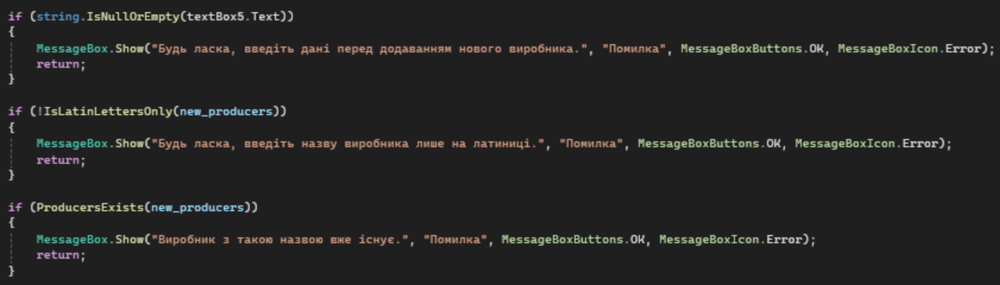 if (string.IsNullOrEmpty(textBox5.Text))
{
    MessageBox.Show("Будь ласка, введіть дані перед додаванням нового виробника.", "Помилка", MessageBoxButtons.OK, MessageBoxIcon.Error);
    return;
}

if (!IsLatinLettersOnly(new_producers))
{
    MessageBox.Show("Будь ласка, введіть назву виробника лише на латиниці.", "Помилка", MessageBoxButtons.OK, MessageBoxIcon.Error);
    return;
}

if (ProducersExists(new_producers))
{
    MessageBox.Show("Виробник з такою назвою вже існує.", "Помилка", MessageBoxButtons.OK, MessageBoxIcon.Error);
    return;
}